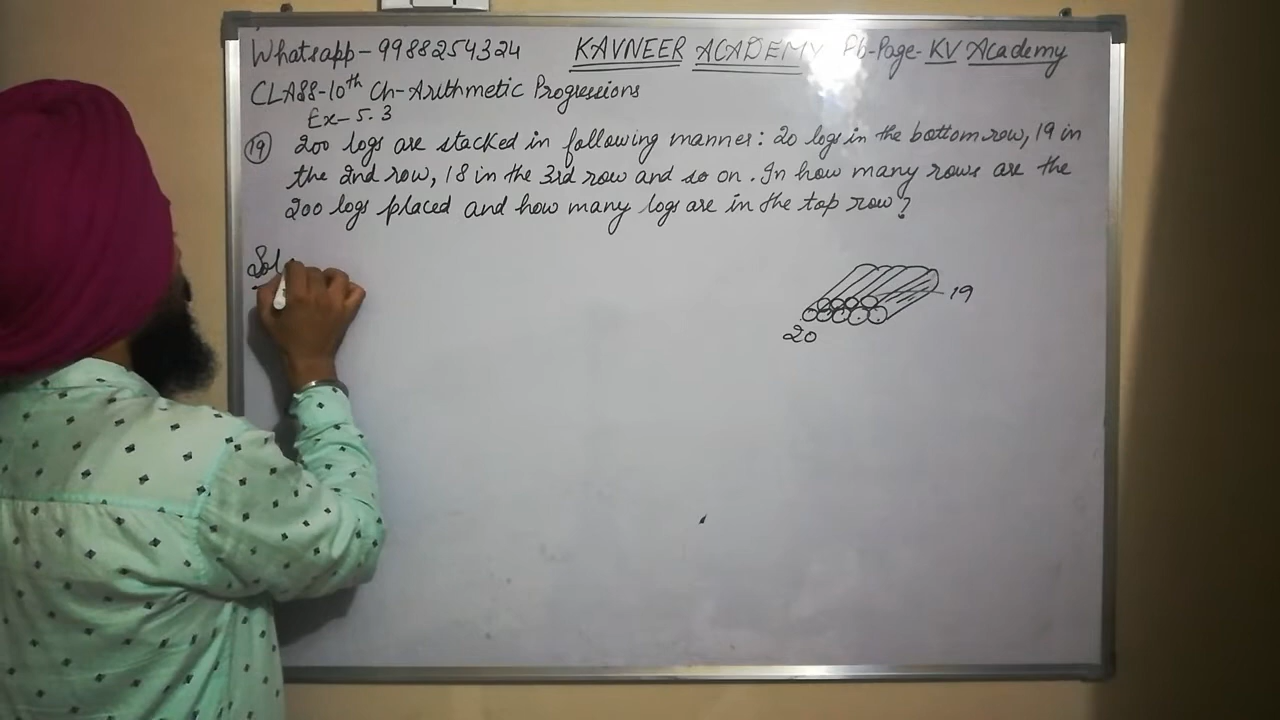 Whatsapp-9988254324 KAVNEER ACADEMY Fb-Page-KV Academy
CLASS-10th Ch-Arithmetic Progressions
Ex-5.3
19 200 logs are stacked in following manner: 20 logs in the bottom row, 19 in
the 2nd row, 18 in the 3rd row and so on. In how many rows are the
200 logs placed and how many logs are in the top row?
Sol
19
20